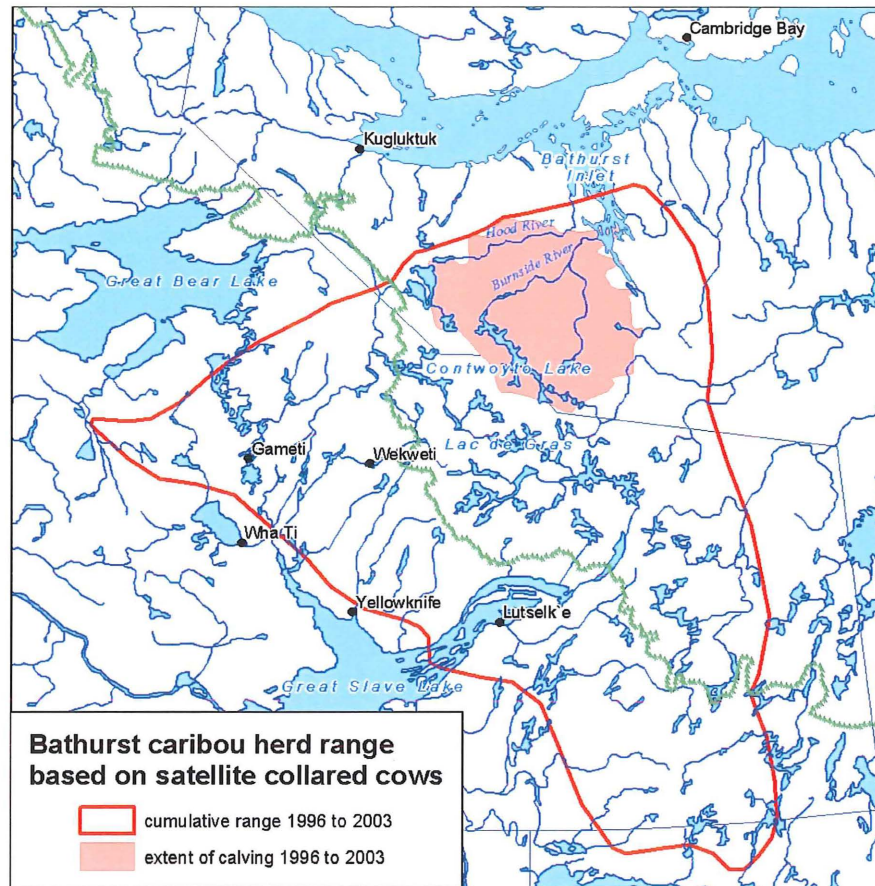 Cambridge Bay
Kugluktuk
Bathurst
Inlet
Hood River
Burnside River
Great Bear Lake
Contwoyto Lake
Lac de Gras
Gameti
Wekweti
Wha Ti
Yellowknife
Lutselk`e
Great Slave Lake
Bathurst caribou herd range
based on satellite collared cows
cumulative range 1996 to 2003
extent of calving 1996 to 2003